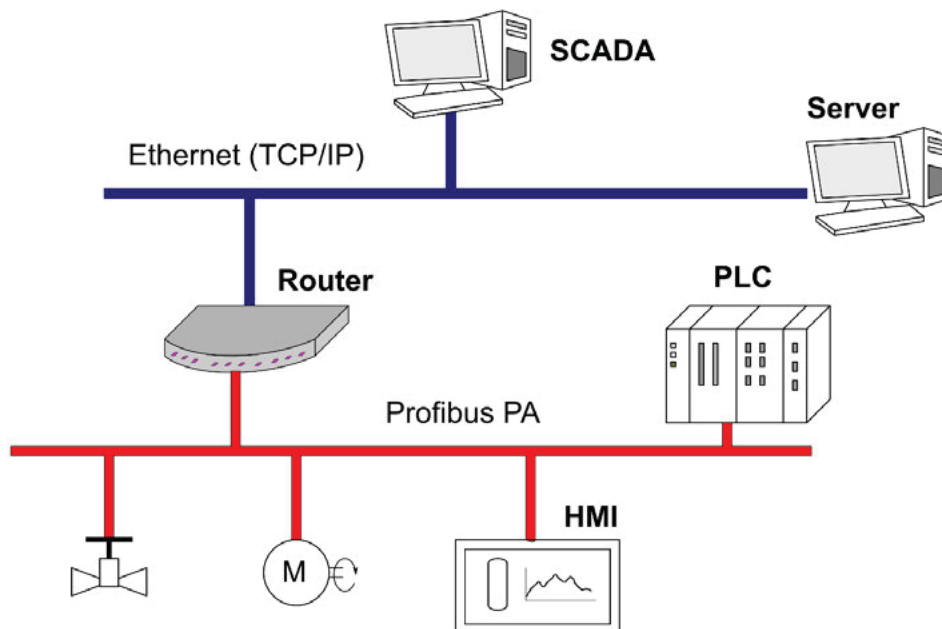 SCADA
Server
Ethernet (TCP/IP)
Router
PLC
Profibus PA
HMI
M